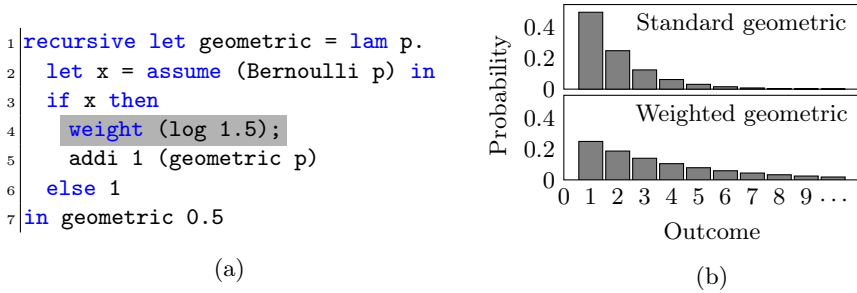 1 recursive let geometric = lam p.
2 let x = assume (Bernoulli p) in
3 if x then
4 weight (log 1.5);
5 addi 1 (geometric p)
6 else 1
7 in geometric 0.5
(a)
Probability
0.4
0.2
0
Standard geometric
0.4
0.2
0
Weighted geometric
0 1 2 3 4 5 6 7 8 9 ...
Outcome
(b)